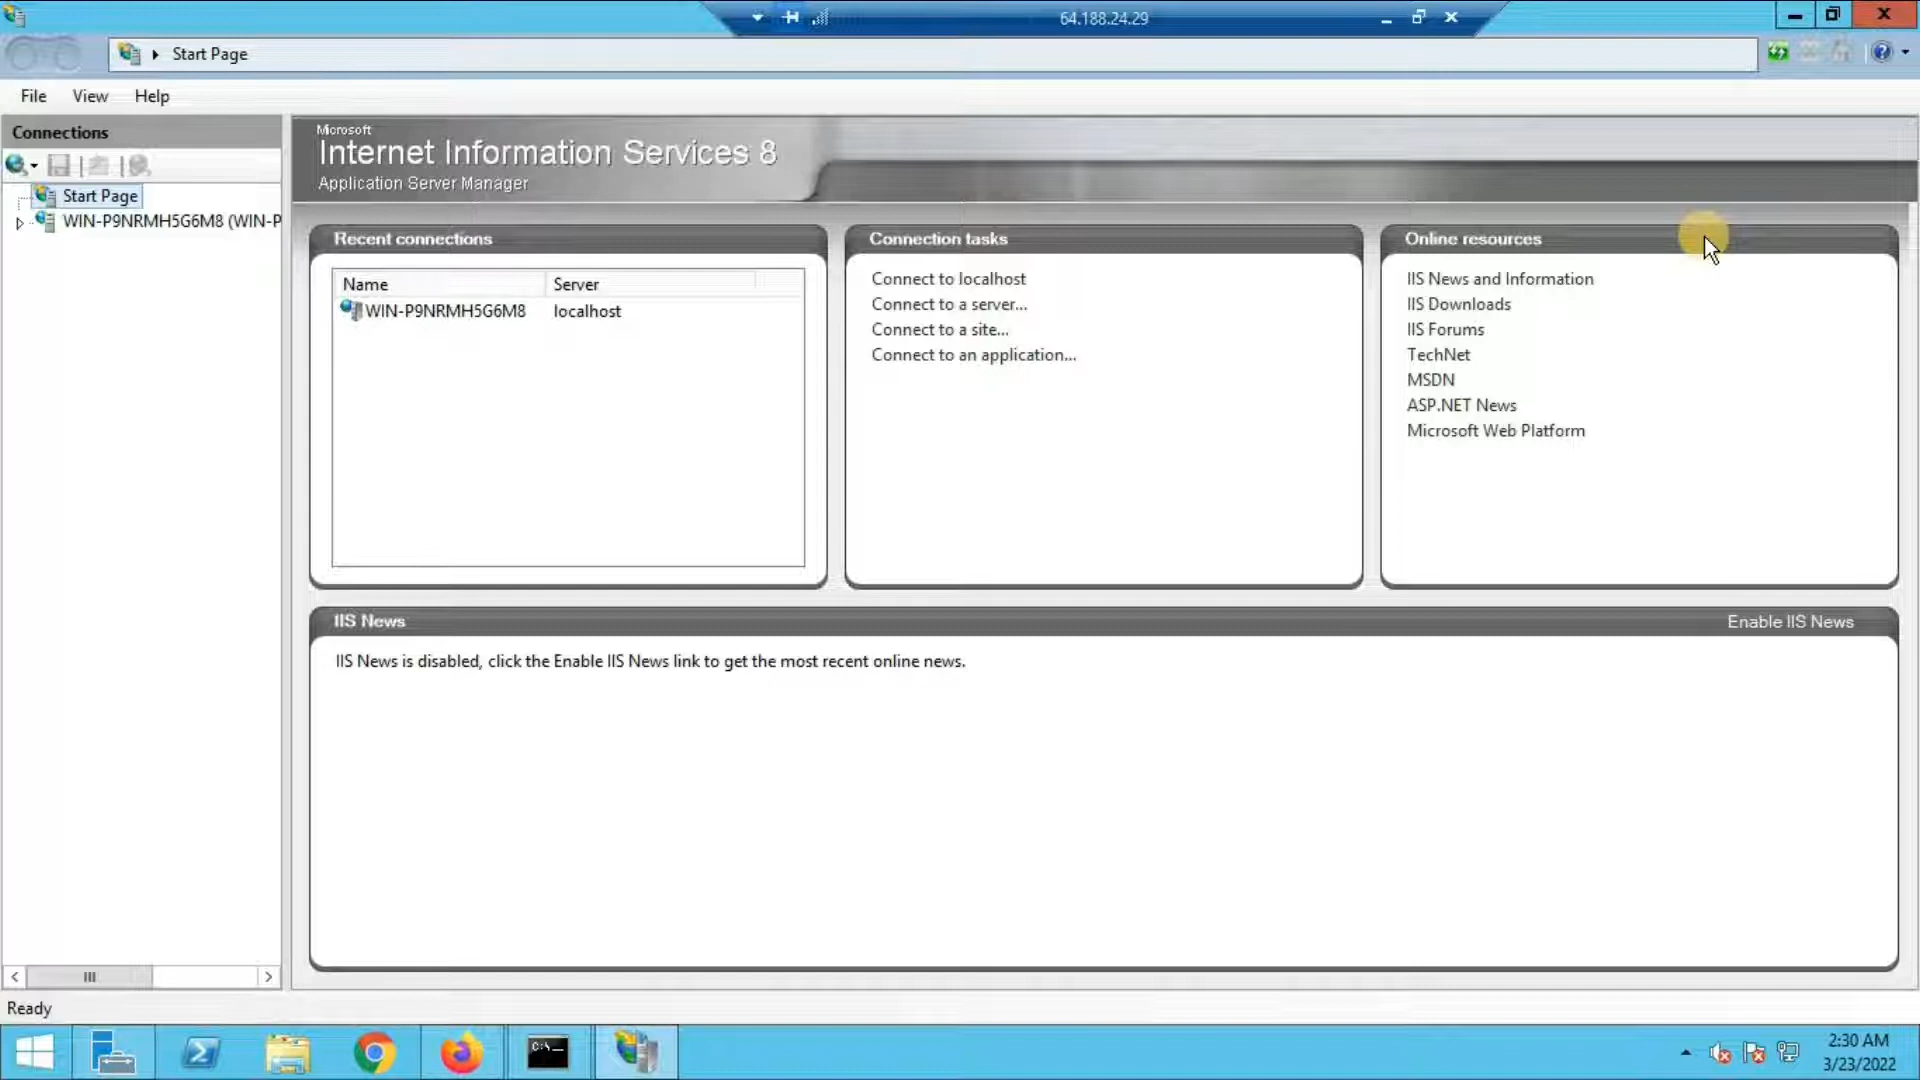 64.188.24.29
Start Page
File View Help
Connections
Start Page
WIN-P9NRMH5G6M8 (WIN-P
Microsoft
Internet Information Services 8
Application Server Manager
Recent connections
Name Server
WIN-P9NRMH5G6M8 localhost
Connection tasks
Connect to localhost
Connect to a server...
Connect to a site...
Connect to an application...
Online resources
IIS News and Information
IIS Downloads
IIS Forums
TechNet
MSDN
ASP.NET News
Microsoft Web Platform
IIS News
Enable IIS News
IIS News is disabled, click the Enable IIS News link to get the most recent online news.
Ready
C:\_
2:30 AM
3/23/2022